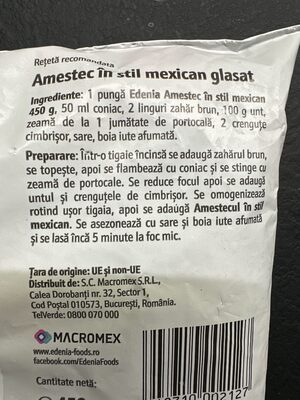 Rețetă recomandata
Amestec în stil mexican glasat
Ingrediente: 1 pungă Edenia Amestec în stil mexican
450 g, 50 ml coniac, 2 linguri zahăr brun, 100 g unt,
zeamă de la 1 jumătate de portocală, 2 crenguțe
cimbrișor, sare, boia iute afumată.
Preparare: Într-o tigaie încinsă se adaugă zahărul brun,
se topește, apoi se flambează cu coniac și se stinge cu
zeamă de portocale. Se reduce focul apoi se adaugă
untul și crenguțele de cimbrișor. Se omogenizează
rotind ușor tigaia, apoi se adaugă Amestecul în stil
mexican. Se asezonează cu sare și boia iute afumată
și se lasă încă 5 minute la foc mic.
Țara de origine: UE și non-UE
Distribuit de: S.C. Macromex S.R.L.,
Calea Dorobanți nr. 32, Sector 1,
Cod Poștal 010573, București, România.
TelVerde: 0800 070 000
MACROMEX
www.edenia-foods.ro
facebook.com/EdeniaFoods
Cantitate netă: